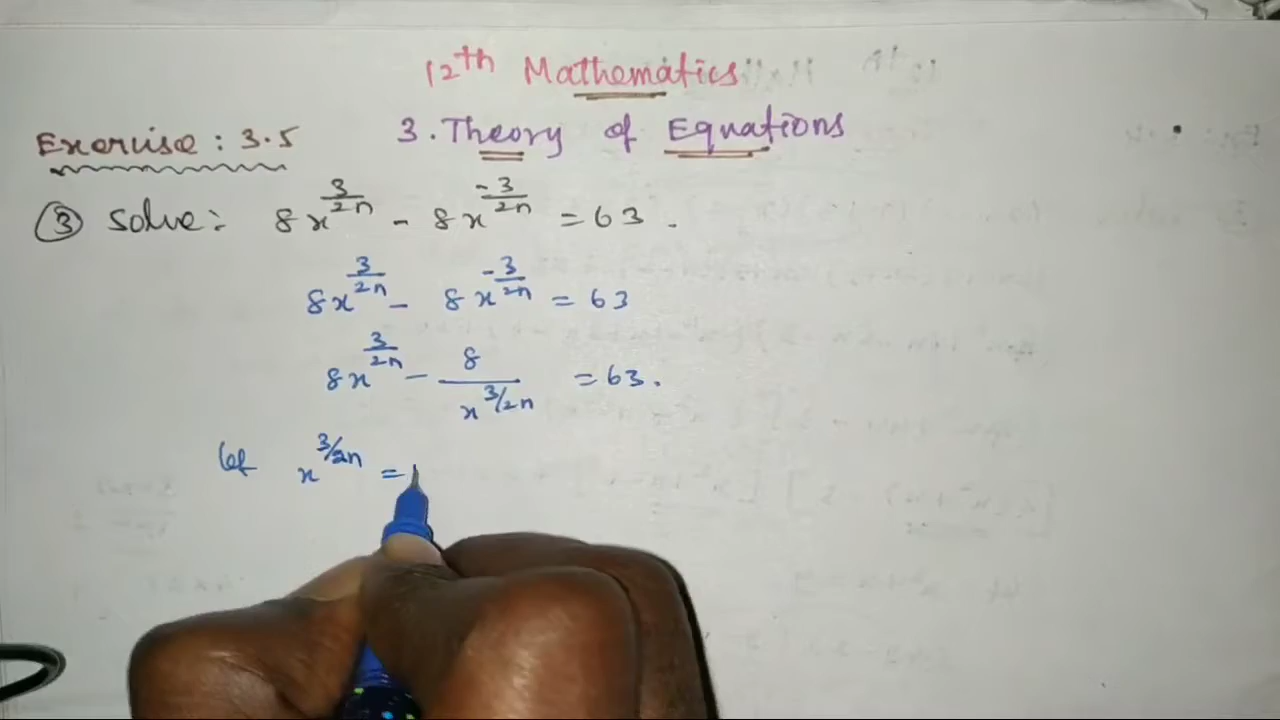 12th Mathematics
3. Theory of Equations
Exercise : 3.5
③ Solve: 8x^{3/2n} - 8x^{-3/2n} = 63.
8x^{3/2n} - 8x^{-3/2n} = 63
8x^{3/2n} - 8/x^{3/2n} = 63.
let x^{3/2n} =